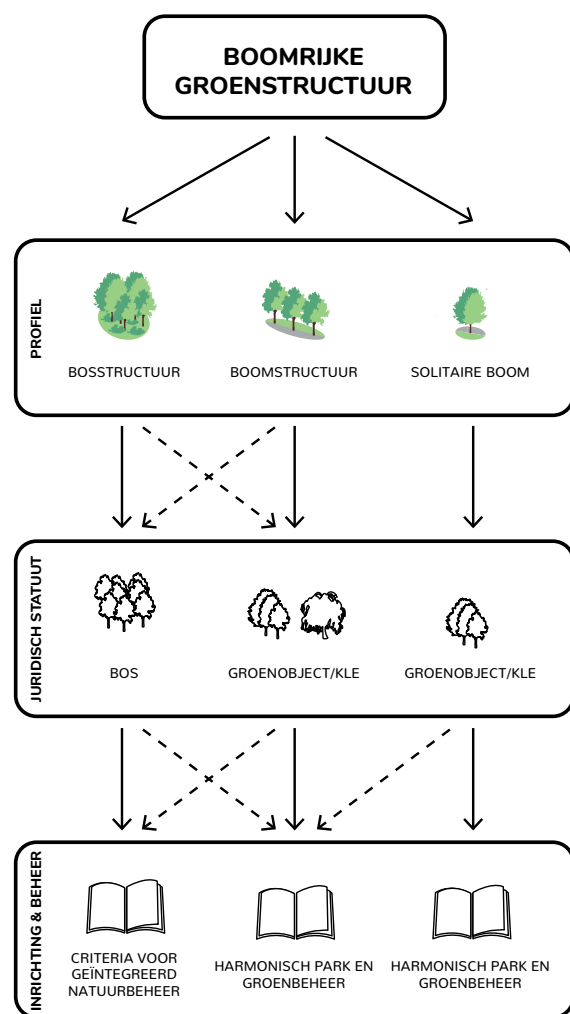 BOOMRIJKE
GROENSTRUCTUUR
PROFIEL
BOSSTRUCTUUR
BOOMSTRUCTUUR
SOLITAIRE BOOM
JURIDISCH STATUUT
BOS
GROENOBJECT/KLE
GROENOBJECT/KLE
INRICHTING & BEHEER
CRITERIA VOOR
GEÏNTEGREERD
NATUURBEHEER
HARMONISCH PARK EN
GROENBEHEER
HARMONISCH PARK EN
GROENBEHEER